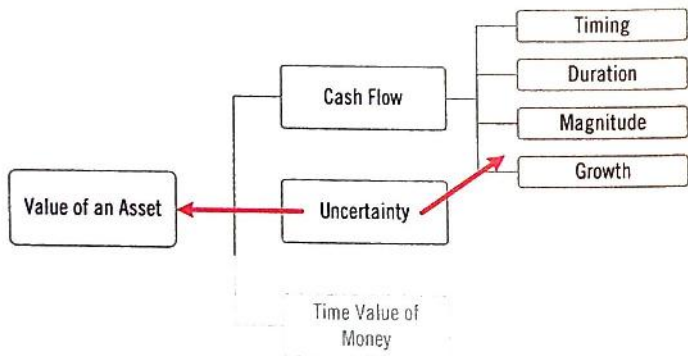 Timing
Cash Flow
Duration
Magnitude
Growth
Value of an Asset
Uncertainty
Time Value of
Money